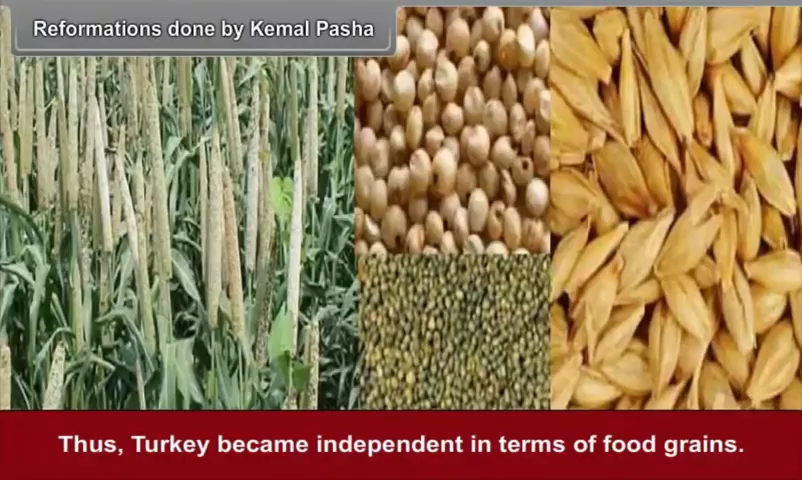 Reformations done by Kemal Pasha
Thus, Turkey became independent in terms of food grains.